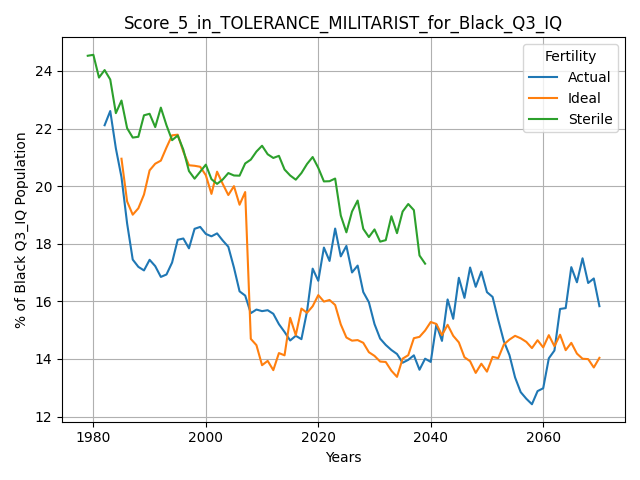 Score_5_in_TOLERANCE_MILITARIST_for_Black_Q3_IQ
Fertility
Actual
Ideal
Sterile
% of Black Q3_IQ Population
24
22
20
18
16
14
12
1980
2000
2020
2040
2060
Years